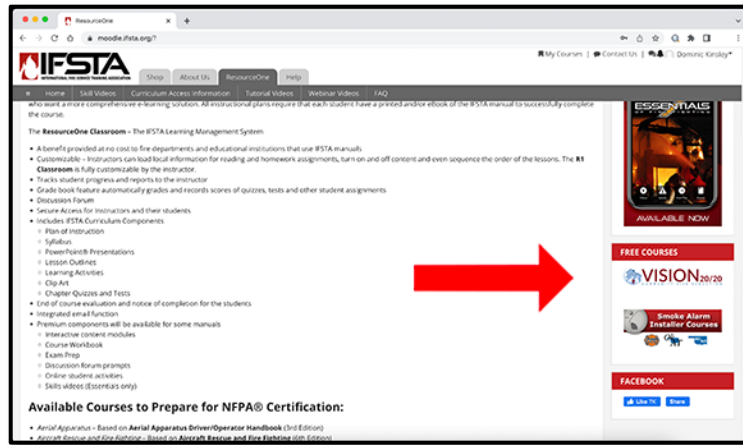 ResourceOne
moodle.ifsta.org/?
My Courses | Contact Us | Dominic Kinsley
IFSTA
INTERNATIONAL FIRE SERVICE TRAINING ASSOCIATION
Shop About Us ResourceOne Help
Home Skill Videos Curriculum Access Information Tutorial Videos Webinar Videos FAQ
who want a more comprehensive e-learning solution. All instructional plans require that each student have a printed and/or eBook of the IFSTA manual to successfully complete
the course.
The ResourceOne Classroom – The IFSTA Learning Management System
A benefit provided at no cost to fire departments and educational institutions that use IFSTA manuals
Customizable – Instructors can load local information for reading and homework assignments, turn on and off content and even sequence the order of the lessons. The R1
Classroom is fully customizable by the instructor.
Tracks student progress and reports to the instructor
Grade book feature automatically grades and records scores of quizzes, tests and other student assignments
Discussion Forum
Secure Access for Instructors and their students
Includes IFSTA Curriculum Components
Plan of Instruction
Syllabus
PowerPoint® Presentations
Lesson Outlines
Learning Activities
Clip Art
Chapter Quizzes and Tests
End of course evaluation and notice of completion for the students
Integrated email function
Premium components will be available for some manuals
Interactive content modules
Course Workbook
Exam Prep
Discussion forum prompts
Online student activities
Skills videos (Essentials only)
Available Courses to Prepare for NFPA® Certification:
Aerial Apparatus – Based on Aerial Apparatus Driver/Operator Handbook (3rd Edition)
Aircraft Rescue and Fire Fighting – Based on Aircraft Rescue and Fire Fighting (6th Edition)
ESSENTIALS
OF FIRE FIGHTING
AVAILABLE NOW
FREE COURSES
VISION 20/20
Smoke Alarm
Installer Courses
FACEBOOK
Like 7K Share